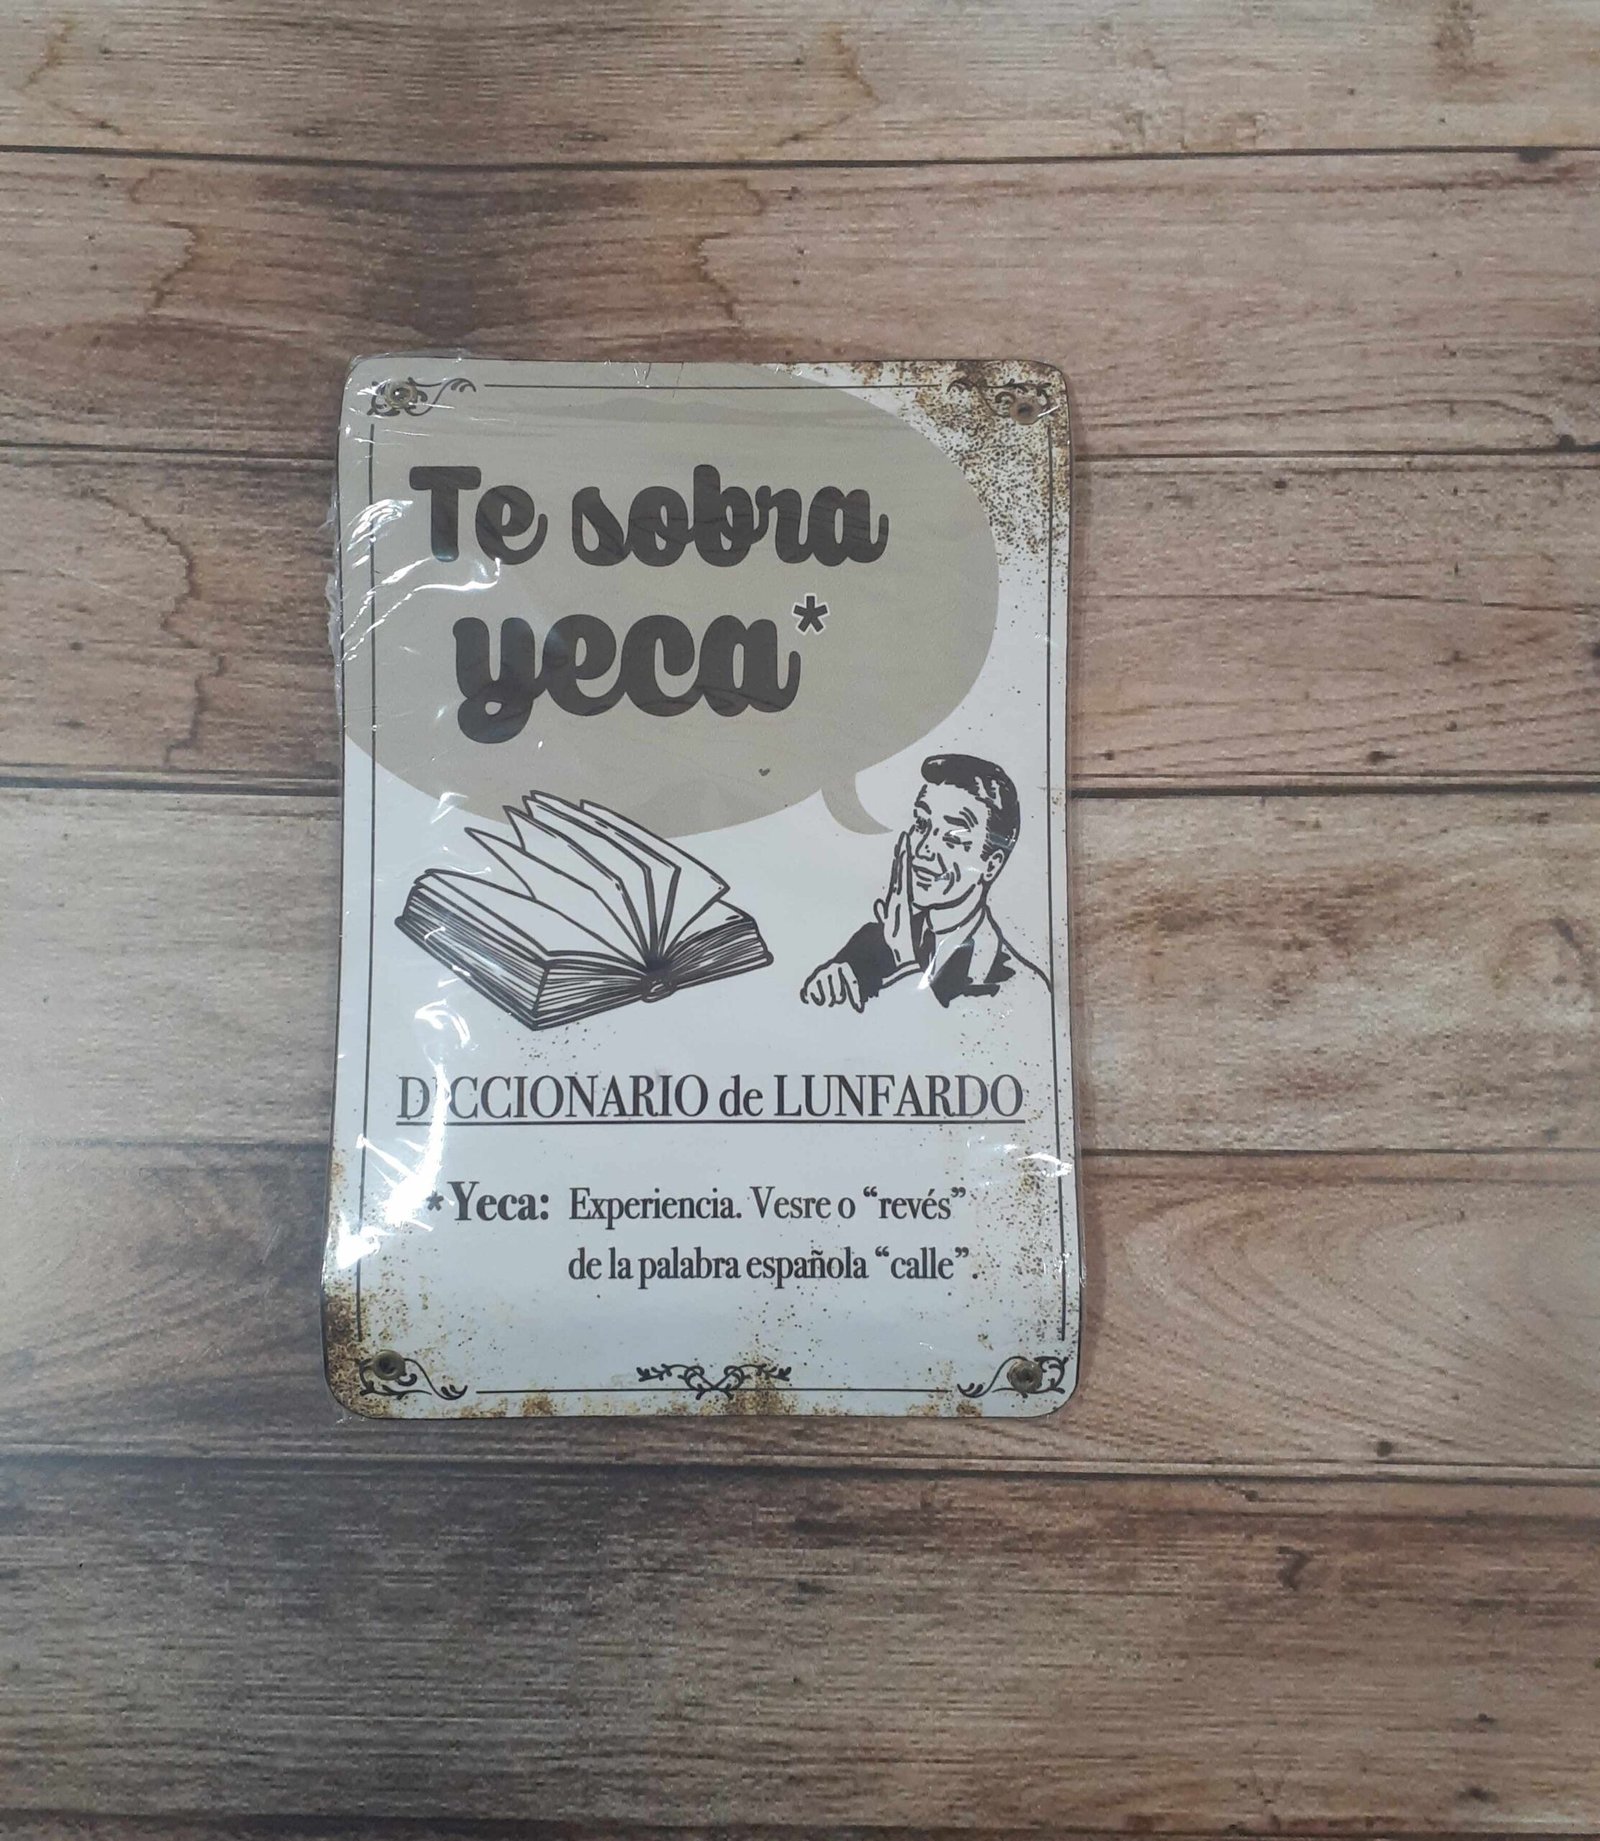 Te sobra
yeca*
DICCIONARIO de LUNFARDO
*Yeca: Experiencia. Vesre o “revés”
de la palabra española “calle”.